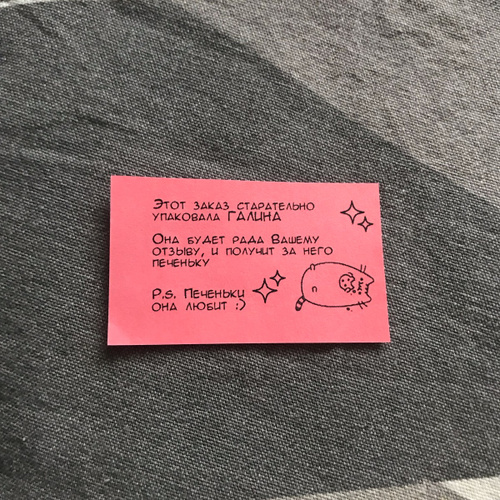 Этот заказ старательно
упаковала ГАЛИНА
Она будет рада Вашему
отзыву, и получит за него
печеньку
P.s. Печеньки
она любит :)